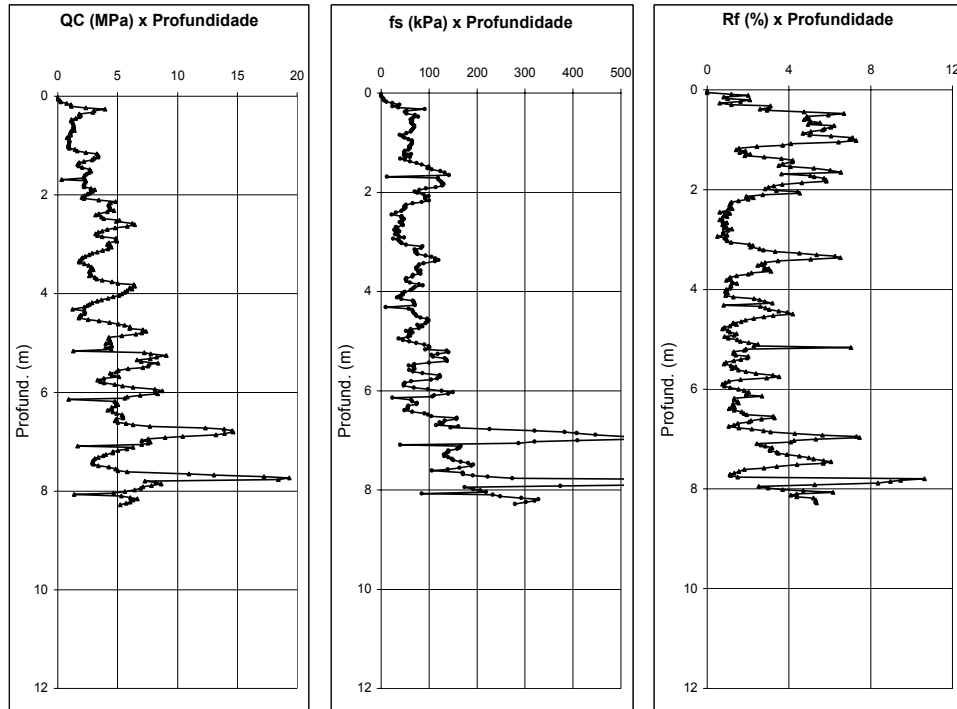 QC (MPa) x Profundidade
0 5 10 15 20
0
2
4
6
8
10
12
Profund. (m)
fs (kPa) x Profundidade
0 100 200 300 400 500
0
2
4
6
8
10
12
Profund. (m)
Rf (%) x Profundidade
0 4 8 12
0
2
4
6
8
10
12
Profund. (m)